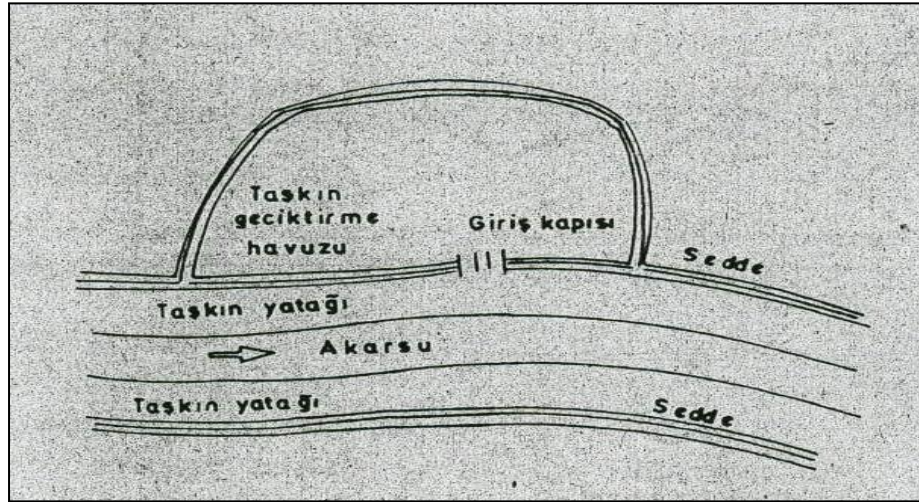 Taşkın
geciktirme
havuzu
Giriş kapısı
Sedde
Taşkın yatağı
Akarsu
Taşkın yatağı
Sedde